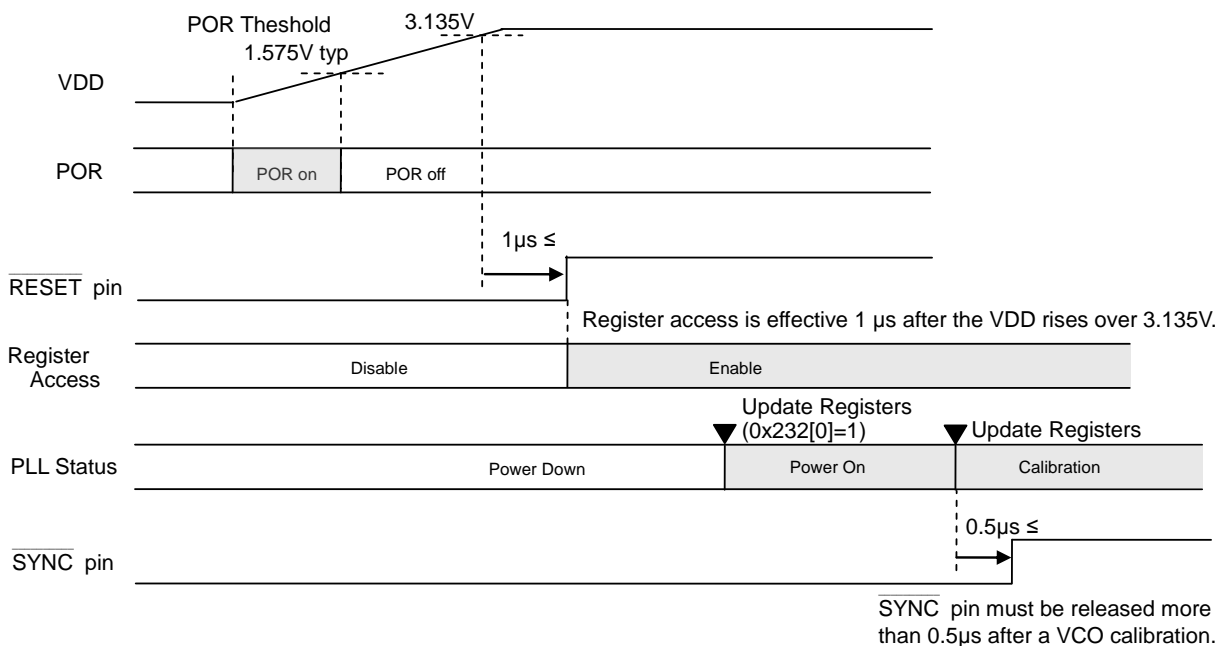 POR Theshold
3.135V
1.575V typ
VDD
POR
POR on
POR off
1µs ≤
RESET pin
Register access is effective 1 µs after the VDD rises over 3.135V.
Register
Access
Disable
Enable
Update Registers
(0x232[0]=1)
Update Registers
PLL Status
Power Down
Power On
Calibration
0.5µs ≤
SYNC pin
SYNC pin must be released more
than 0.5µs after a VCO calibration.